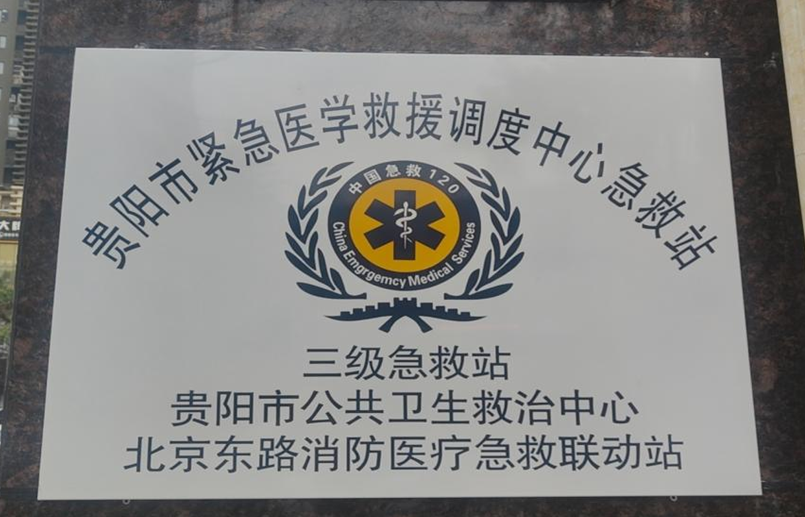 贵阳市紧急医学救援调度中心急救站
中国急救120
China Emgrgemcy Medical Services
三级急救站
贵阳市公共卫生救治中心
北京东路消防医疗急救联动站